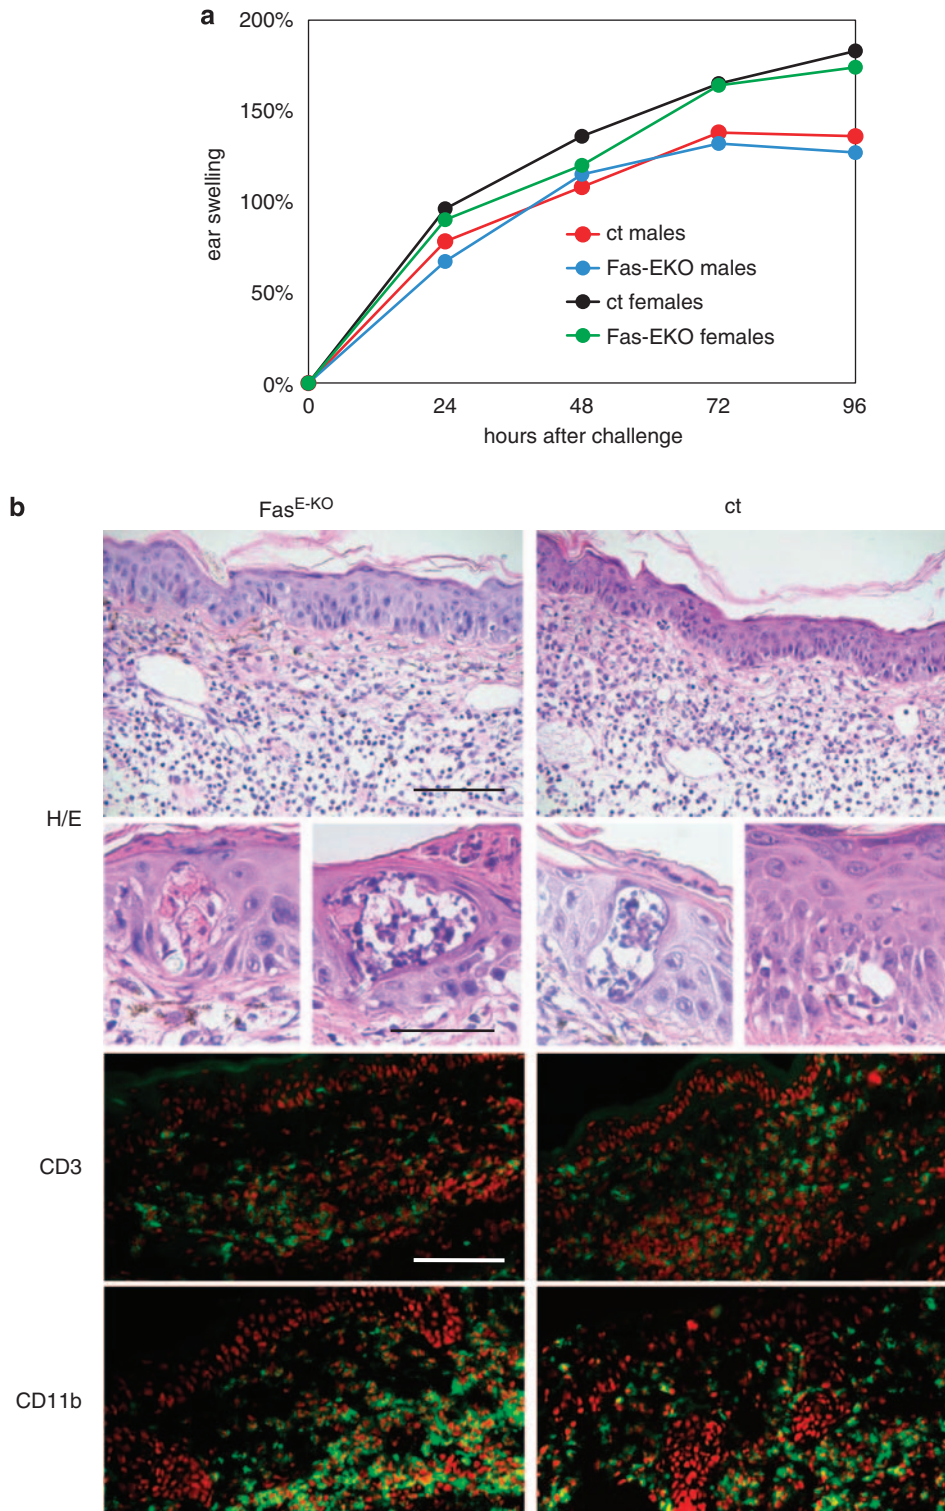 a
200%
150%
100%
50%
0%
ear swelling
ct males
Fas-EKO males
ct females
Fas-EKO females
0 24 48 72 96
hours after challenge
b
Fas^E-KO ct
H/E
CD3
CD11b